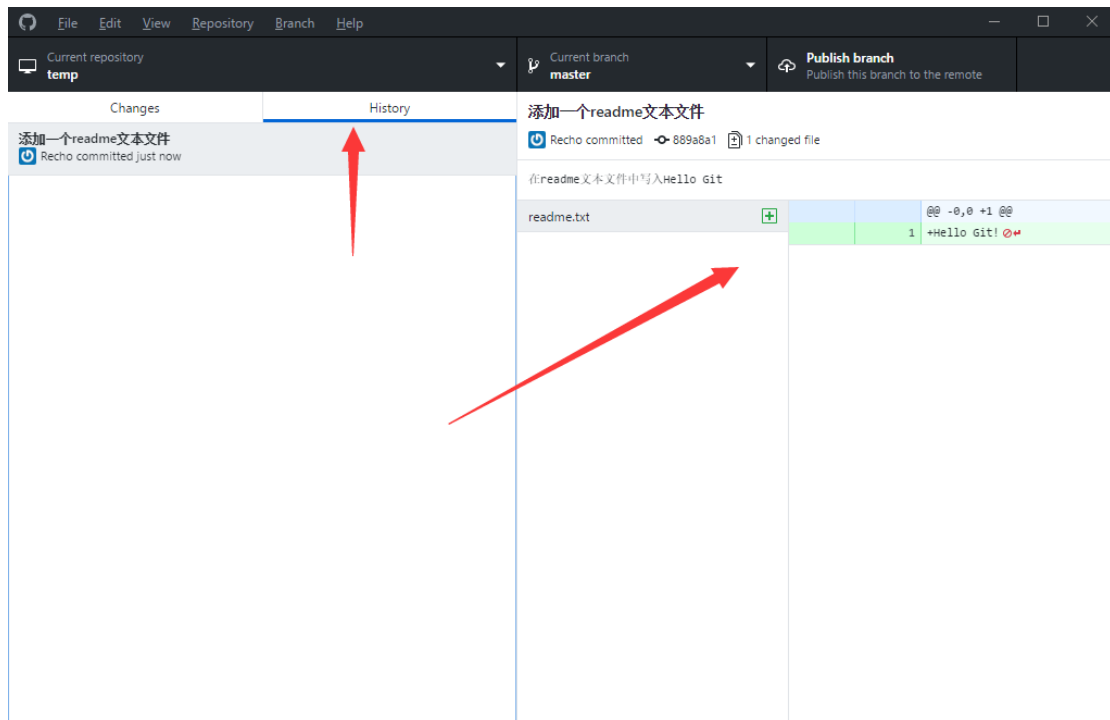 File Edit View Repository Branch Help
Current repository
temp
Current branch
master
Publish branch
Publish this branch to the remote
Changes
History
添加一个readme文本文件
Recho committed just now
添加一个readme文本文件
Recho committed 889a8a1 1 changed file
在readme文本文件中写入Hello Git
readme.txt
@@ -0,0 +1 @@
1 +Hello Git!